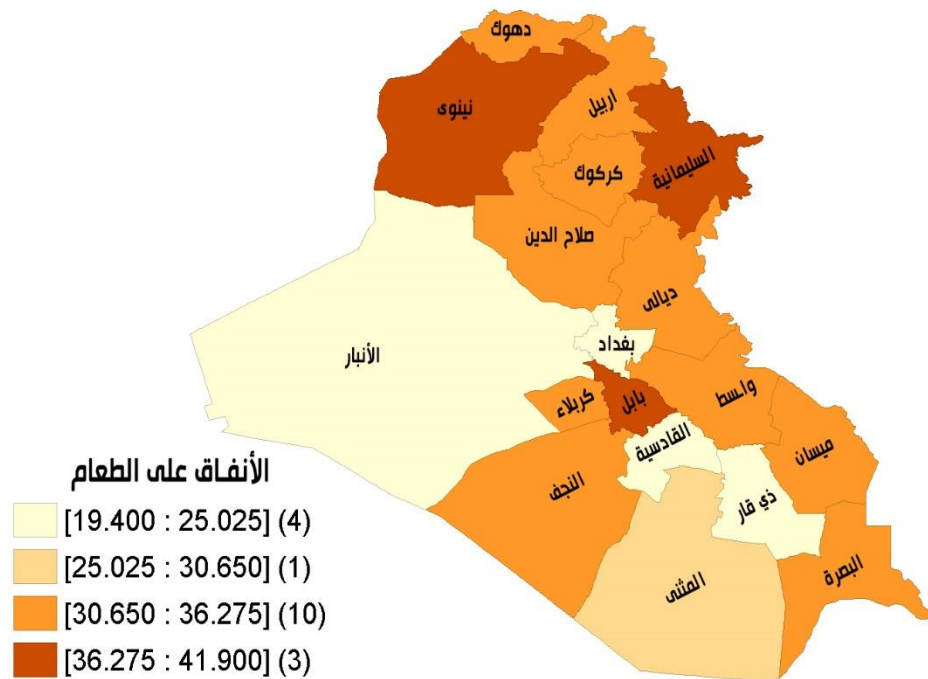 دهوك
نينوى
اربيل
السليمانية
كركوك
صلاح الدين
ديالى
بغداد
الأنبار
واسط
بابل
كربلاء
القادسية
ميسان
النجف
ذي قار
البصرة
المثنى
الأنفاق على الطعام
[19.400 : 25.025] (4)
[25.025 : 30.650] (1)
[30.650 : 36.275] (10)
[36.275 : 41.900] (3)